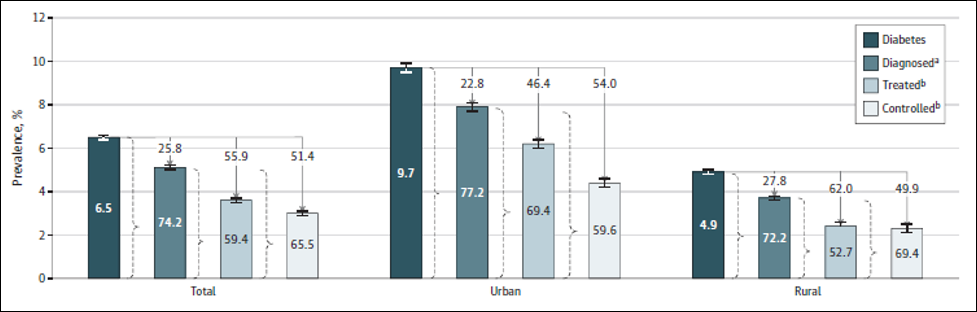 12
10
8
6
4
2
0
Prevalence, %
Diabetes
Diagnosedᵃ
Treatedᵇ
Controlledᵇ
25.8 55.9 51.4
6.5 74.2 59.4 65.5
Total
22.8 46.4 54.0
9.7 77.2 69.4 59.6
Urban
27.8 62.0 49.9
4.9 72.2 52.7 69.4
Rural